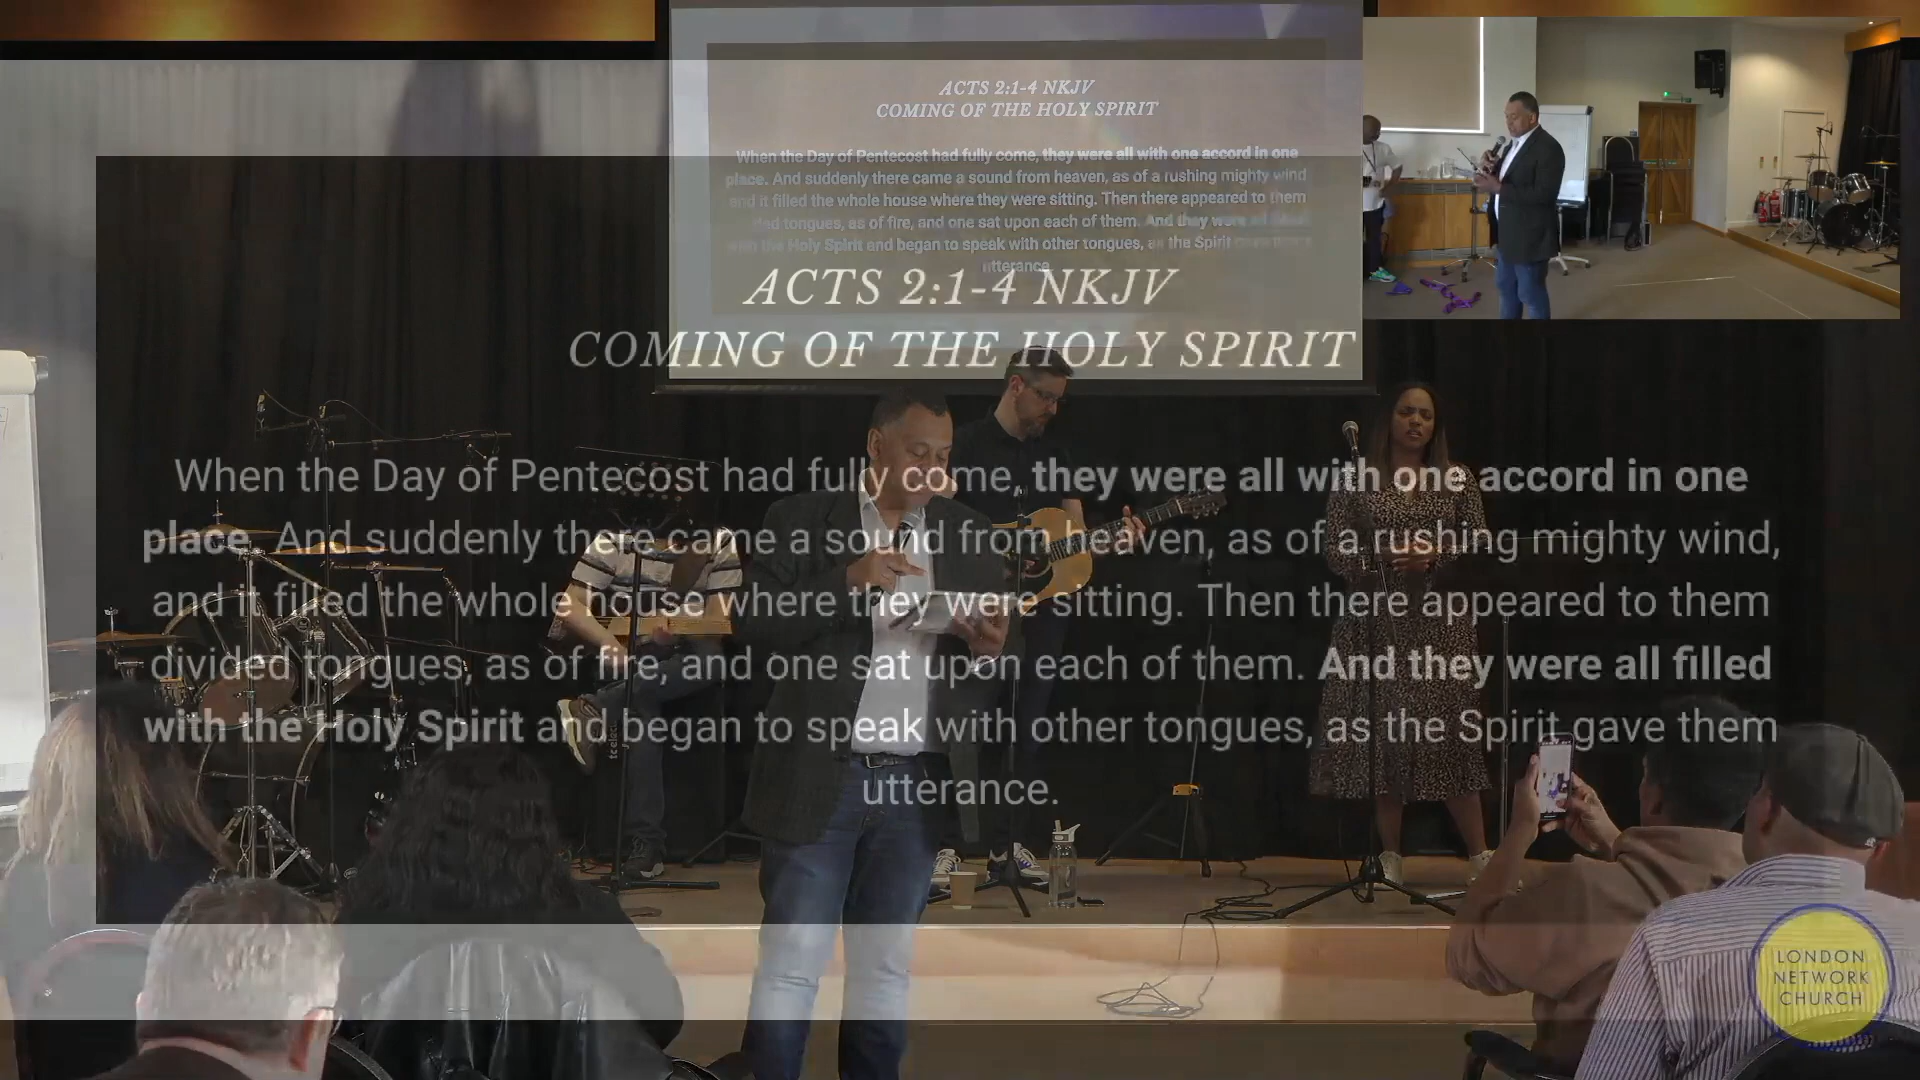 ACTS 2:1-4 NKJV
COMING OF THE HOLY SPIRIT
When the Day of Pentecost had fully come, they were all with one accord in one
place. And suddenly there came a sound from heaven, as of a rushing mighty wind
and it filled the whole house where they were sitting. Then there appeared to them
tongues, as of fire, and one sat upon each of them. And they were all filled
with the Holy Spirit and began to speak with other tongues, as the Spirit
utterance.
ACTS 2:1-4 NKJV
COMING OF THE HOLY SPIRIT
When the Day of Pentecost had fully come, they were all with one accord in one
place. And suddenly there came a sound from heaven, as of a rushing mighty wind,
and it filled the whole house where they were sitting. Then there appeared to them
divided tongues, as of fire, and one sat upon each of them. And they were all filled
with the Holy Spirit and began to speak with other tongues, as the Spirit gave them
utterance.
LONDON
NETWORK
CHURCH